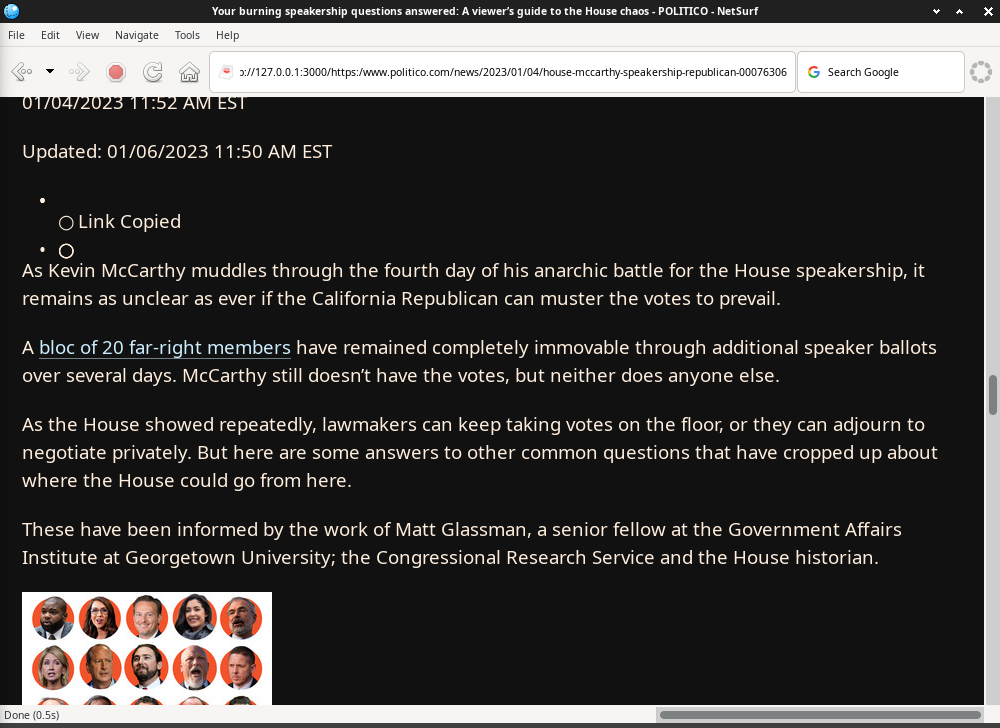 Your burning speakership questions answered: A viewer’s guide to the House chaos - POLITICO - NetSurf
File Edit View Navigate Tools Help
ɔ://127.0.0.1:3000/https:/www.politico.com/news/2023/01/04/house-mccarthy-speakership-republican-00076306
Search Google
01/04/2023 11:52 AM EST
Updated: 01/06/2023 11:50 AM EST
Link Copied
As Kevin McCarthy muddles through the fourth day of his anarchic battle for the House speakership, it
remains as unclear as ever if the California Republican can muster the votes to prevail.
A bloc of 20 far-right members have remained completely immovable through additional speaker ballots
over several days. McCarthy still doesn’t have the votes, but neither does anyone else.
As the House showed repeatedly, lawmakers can keep taking votes on the floor, or they can adjourn to
negotiate privately. But here are some answers to other common questions that have cropped up about
where the House could go from here.
These have been informed by the work of Matt Glassman, a senior fellow at the Government Affairs
Institute at Georgetown University; the Congressional Research Service and the House historian.
Done (0.5s)